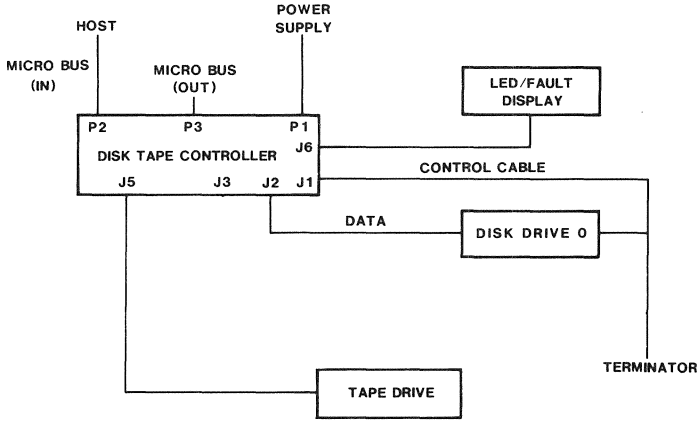 HOST
POWER
SUPPLY
MICRO BUS
(IN)
MICRO BUS
(OUT)
LED/FAULT
DISPLAY
P2
P3
P1
J6
DISK TAPE CONTROLLER
J5
J3
J2
J1
CONTROL CABLE
DATA
DISK DRIVE 0
TERMINATOR
TAPE DRIVE